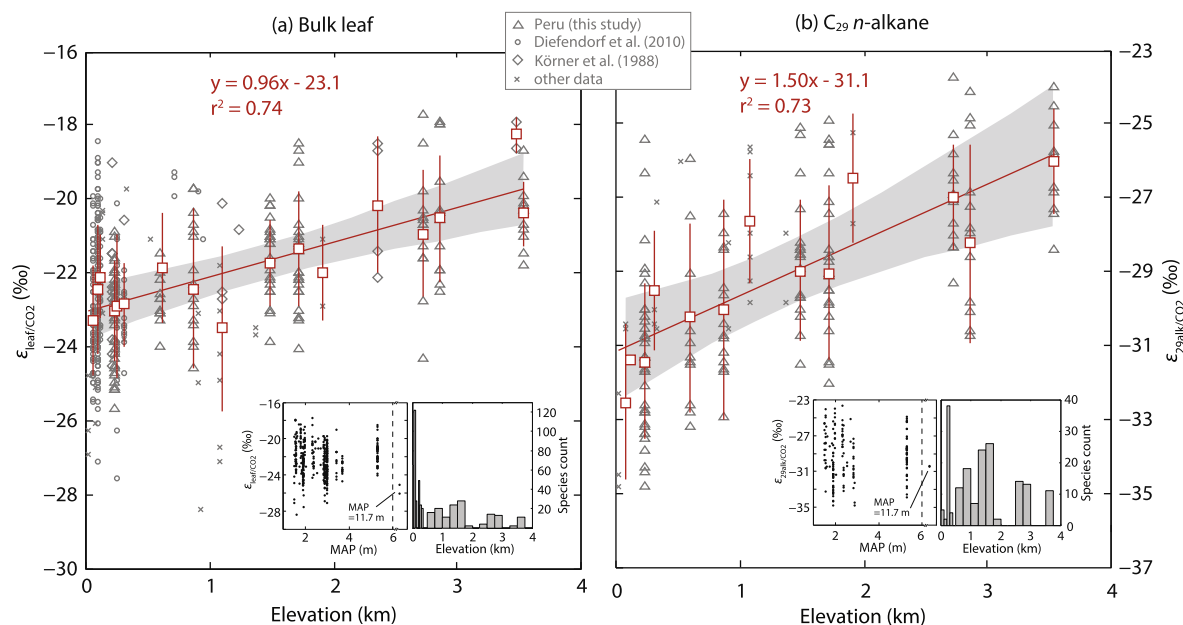 (a) Bulk leaf
(b) C29 n-alkane
Peru (this study)
Diefendorf et al. (2010)
Körner et al. (1988)
other data
y = 0.96x - 23.1
r² = 0.74
y = 1.50x - 31.1
r² = 0.73
−16
−18
−20
−22
−24
−26
−28
−30
εleaf/CO2 (‰)
0
1
2
3
Elevation (km)
−16
−20
−24
−28
εleaf/CO2 (‰)
MAP
=11.7 m
0
2
4
6
MAP (m)
120
100
80
60
40
20
Species count
0
1
2
3
4
Elevation (km)
−23
−25
−27
−29
−31
−33
−35
−37
ε29alk/CO2 (‰)
0
1
2
3
4
Elevation (km)
−23
−27
−31
−35
ε29alk/CO2 (‰)
MAP
=11.7 m
0
2
4
6
MAP (m)
40
30
20
10
0
Species count
0
1
2
3
4
Elevation (km)